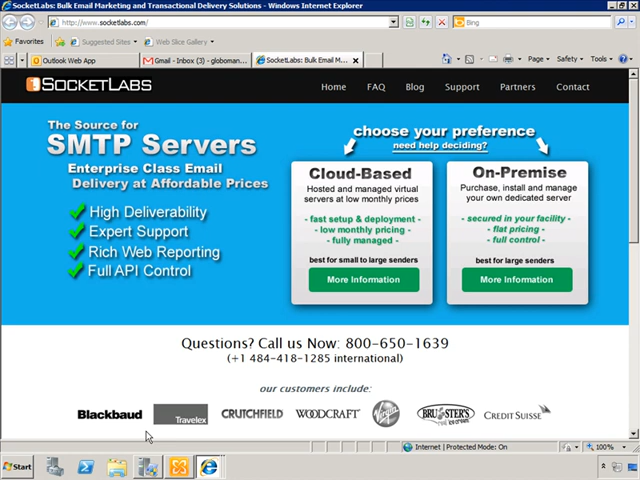 SocketLabs: Bulk Email Marketing and Transactional Delivery Solutions - Windows Internet Explorer
http://www.socketlabs.com/
Bing
Favorites
Suggested Sites
Web Slice Gallery
Outlook Web App
Gmail - Inbox (3) - globoman...
SocketLabs: Bulk Email M...
Page
Safety
Tools
SOCKETLABS
Home
FAQ
Blog
Support
Partners
Contact
The Source for
SMTP Servers
Enterprise Class Email
Delivery at Affordable Prices
High Deliverability
Expert Support
Rich Web Reporting
Full API Control
choose your preference
need help deciding?
Cloud-Based
Hosted and managed virtual
servers at low monthly prices
- fast setup & deployment -
- low monthly pricing -
- fully managed -
best for small to large senders
More Information
On-Premise
Purchase, install and manage
your own dedicated server
- secured in your facility -
- flat pricing -
- full control -
best for large senders
More Information
Questions? Call us Now: 800-650-1639
(+1 484-418-1285 international)
our customers include:
Blackbaud
Travelex
CRUTCHFIELD
WOODCRAFT
Virgin
BRUSTER'S
CREDIT SUISSE
Internet | Protected Mode: On
100%
Start